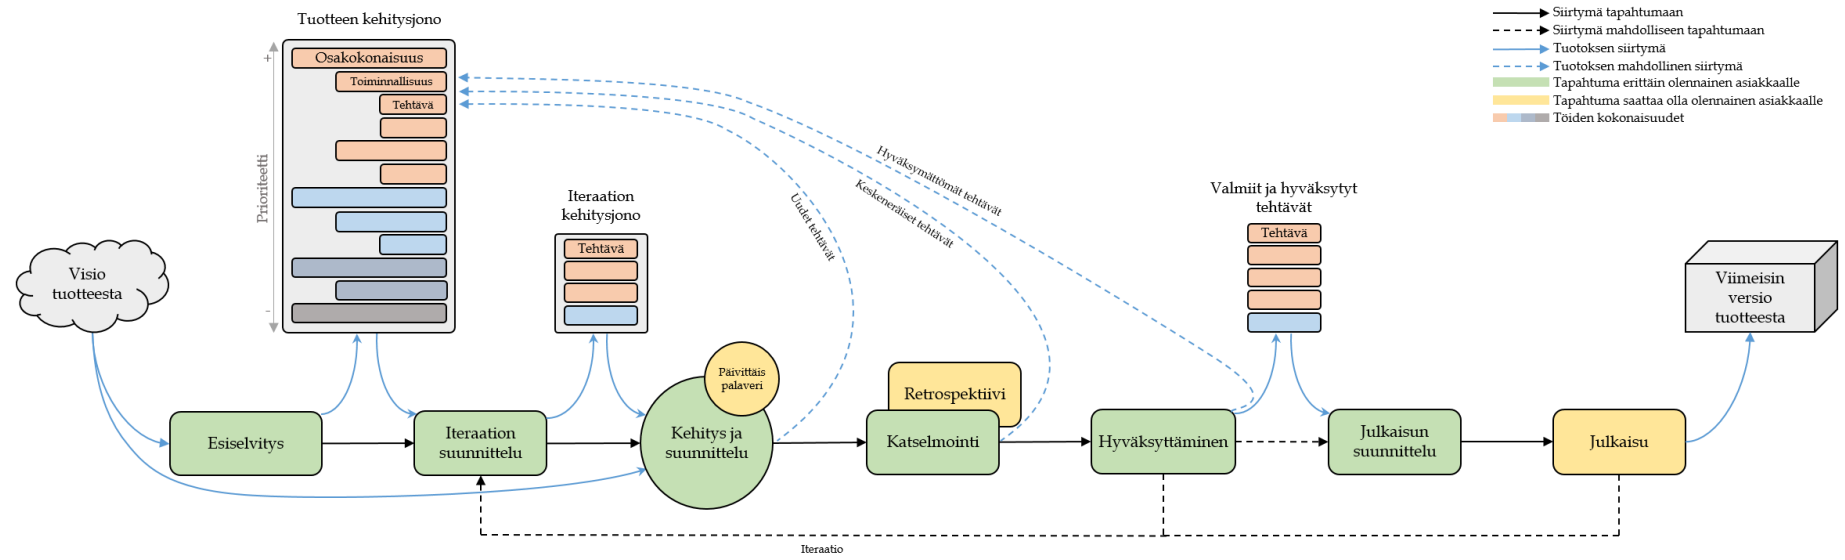 Tuotteen kehitysjono
Osakokonaisuus
Toiminnallisuus
Tehtävä
+
Prioriteetti
-
Siirtymä tapahtumaan
Siirtymä mahdolliseen tapahtumaan
Tuotoksen siirtymä
Tuotoksen mahdollinen siirtymä
Tapahtuma erittäin olennainen asiakkaalle
Tapahtuma saattaa olla olennainen asiakkaalle
Töiden kokonaisuudet
Iteraation
kehitysjono
Tehtävä
Uudet tehtävät
Keskeneräiset tehtävät
Hyväksymättömät tehtävät
Valmiit ja hyväksytyt
tehtävät
Tehtävä
Visio
tuotteesta
Viimeisin
versio
tuotteesta
Esiselvitys
Iteraation
suunnittelu
Päivittäis
palaveri
Kehitys ja
suunnittelu
Retrospektiivi
Katselmointi
Hyväksyttäminen
Julkaisun
suunnittelu
Julkaisu
Iteraatio